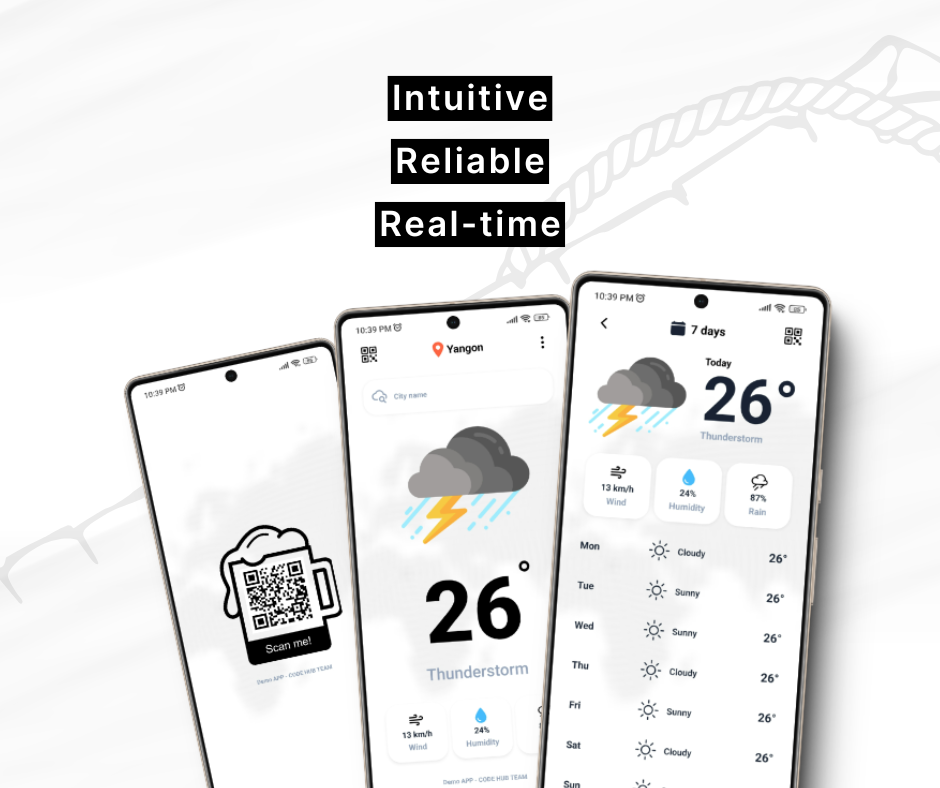 Intuitive
Reliable
Real-time
10:39 PM
Scan me!
Demo APP - CODE HUB TEAM
10:39 PM
Yangon
City name
26°
Thunderstorm
13 km/h
Wind
24%
Humidity
Demo APP - CODE HUB TEAM
10:39 PM
7 days
Today
26°
Thunderstorm
13 km/h
Wind
24%
Humidity
87%
Rain
Mon Cloudy 26°
Tue Sunny 26°
Wed Sunny 26°
Thu Cloudy 26°
Fri Sunny 26°
Sat Cloudy 26°
Sun